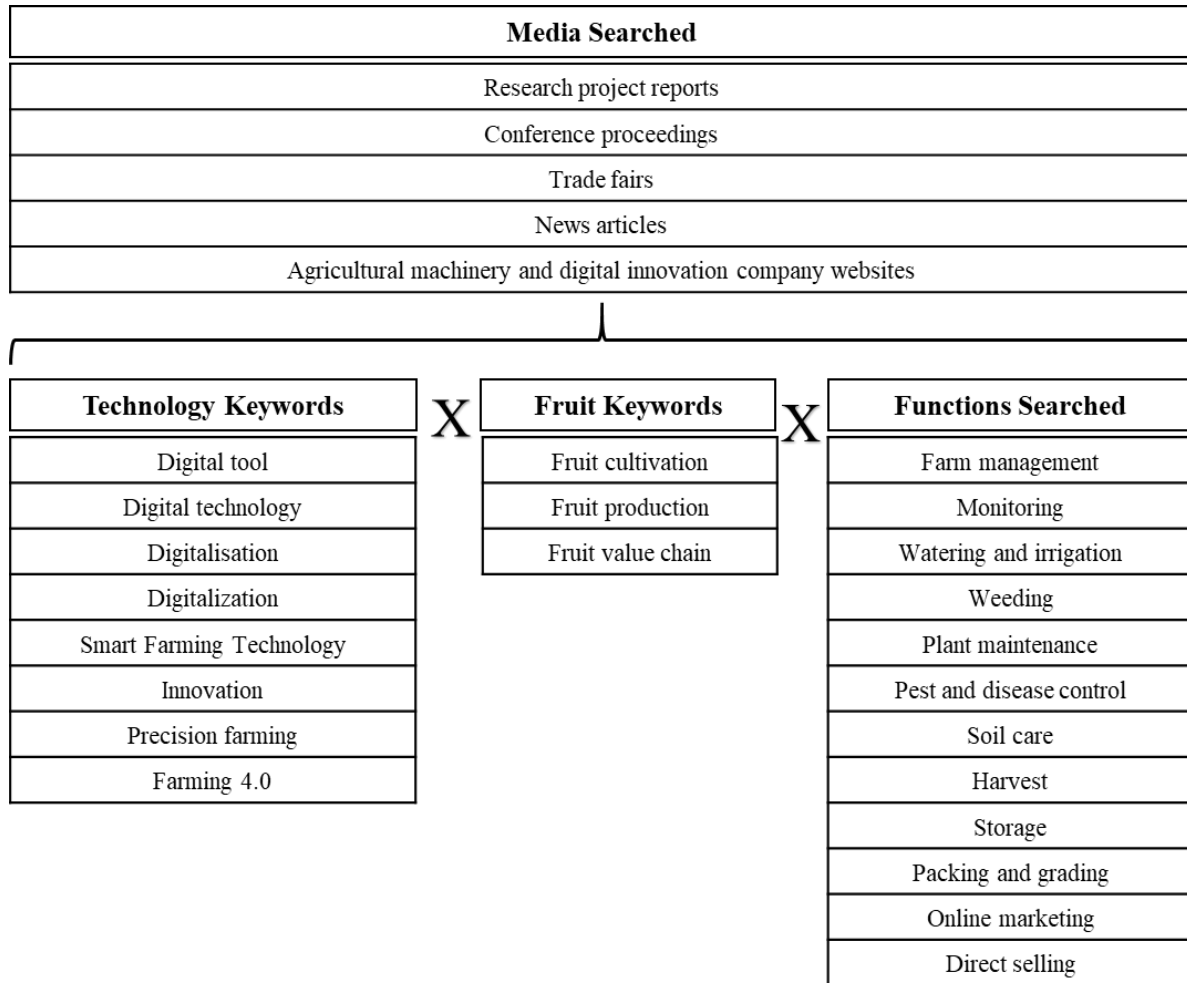 Media Searched
Research project reports
Conference proceedings
Trade fairs
News articles
Agricultural machinery and digital innovation company websites
Technology Keywords
X
Fruit Keywords
X
Functions Searched
Digital tool
Digital technology
Digitalisation
Digitalization
Smart Farming Technology
Innovation
Precision farming
Farming 4.0
Fruit cultivation
Fruit production
Fruit value chain
Farm management
Monitoring
Watering and irrigation
Weeding
Plant maintenance
Pest and disease control
Soil care
Harvest
Storage
Packing and grading
Online marketing
Direct selling